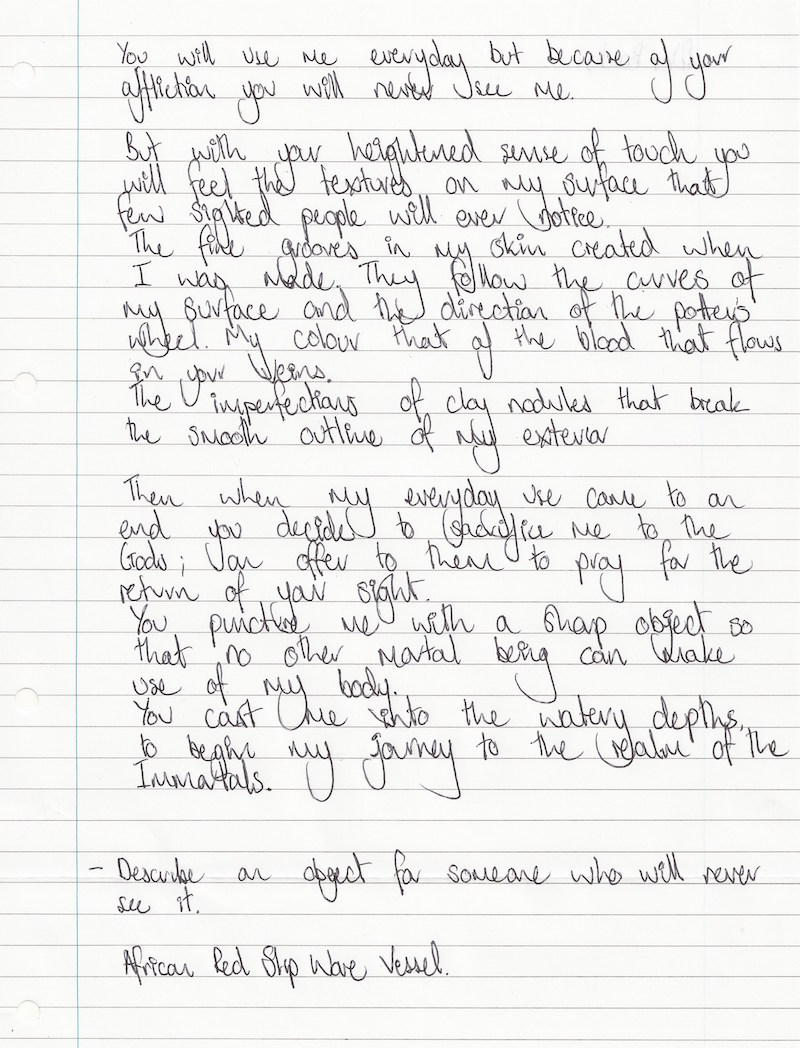 You will use me everyday but because of your
affliction you will never see me.
But with your heightened sense of touch you
will feel the textures on my surface that
few sighted people will ever notice.
The fine grooves in my skin created when
I was made. They follow the curves of
my surface and the direction of the potter's
wheel. My colour that of the blood that flows
in your veins.
The imperfections of clay nodules that break
the smooth outline of my exterior
Then when my everyday use came to an
end you decide to sacrifice me to the
Gods; an offer to them to pray for the
return of your sight.
You puncture me with a sharp object so
that no other mortal being can make
use of my body.
You cast me into the watery depths,
to begin my journey to the realm of the
Immortals.
- Describe an object for someone who will never
see it.
African Red Slip Ware Vessel.